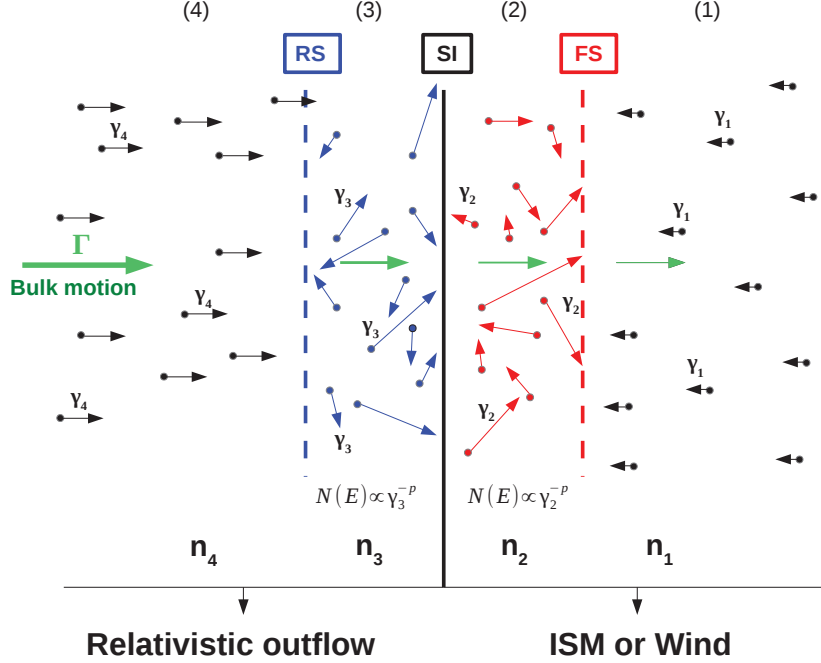 (4) (3) (2) (1)
RS SI FS
γ4
γ1
γ3
γ2
γ1
Γ
Bulk motion
γ4
γ2
γ3
γ1
γ4
γ2
γ3
N(E)∝γ3^-p N(E)∝γ2^-p
n4 n3 n2 n1
Relativistic outflow ISM or Wind